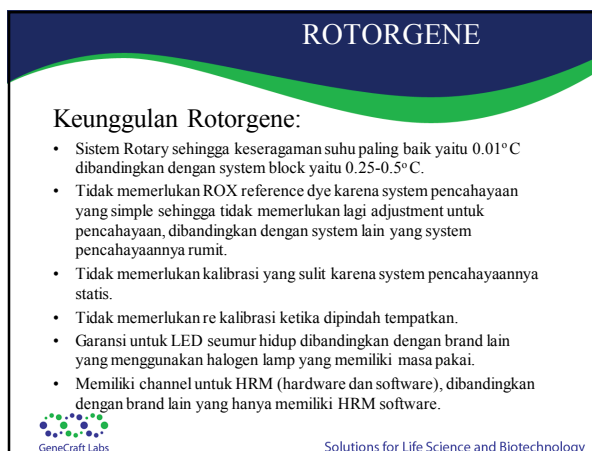 ROTORGENE
Keunggulan Rotorgene:
• Sistem Rotary sehingga keseragaman suhu paling baik yaitu 0.01°C
dibandingkan dengan system block yaitu 0.25-0.5°C.
• Tidak memerlukan ROX reference dye karena system pencahayaan
yang simple sehingga tidak memerlukan lagi adjustment untuk
pencahayaan, dibandingkan dengan system lain yang system
pencahayaannya rumit.
• Tidak memerlukan kalibrasi yang sulit karena system pencahayaannya
statis.
• Tidak memerlukan re kalibrasi ketika dipindah tempatkan.
• Garansi untuk LED seumur hidup dibandingkan dengan brand lain
yang menggunakan halogen lamp yang memiliki masa pakai.
• Memiliki channel untuk HRM (hardware dan software), dibandingkan
dengan brand lain yang hanya memiliki HRM software.
GeneCraft Labs
Solutions for Life Science and Biotechnology